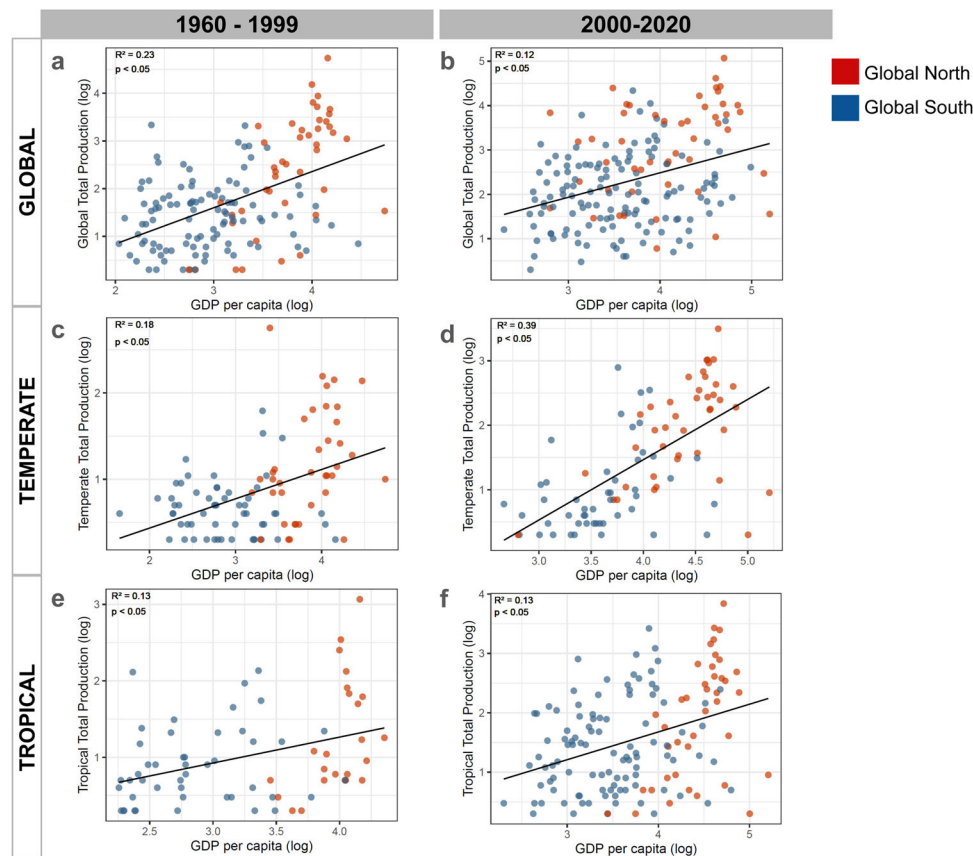 1960 - 1999
2000-2020
Global North
Global South
GLOBAL
a
R² = 0.23
p < 0.05
Global Total Production (log)
4
3
2
1
2
3
4
GDP per capita (log)
b
R² = 0.12
p < 0.05
Global Total Production (log)
5
4
3
2
1
3
4
5
GDP per capita (log)
TEMPERATE
c
R² = 0.18
p < 0.05
Temperate Total Production (log)
2
1
2
3
4
GDP per capita (log)
d
R² = 0.39
p < 0.05
Temperate Total Production (log)
3
2
1
3.0
3.5
4.0
4.5
5.0
GDP per capita (log)
TROPICAL
e
R² = 0.13
p < 0.05
Tropical Total Production (log)
3
2
1
2.5
3.0
3.5
4.0
GDP per capita (log)
f
R² = 0.13
p < 0.05
Tropical Total Production (log)
4
3
2
1
3
4
5
GDP per capita (log)